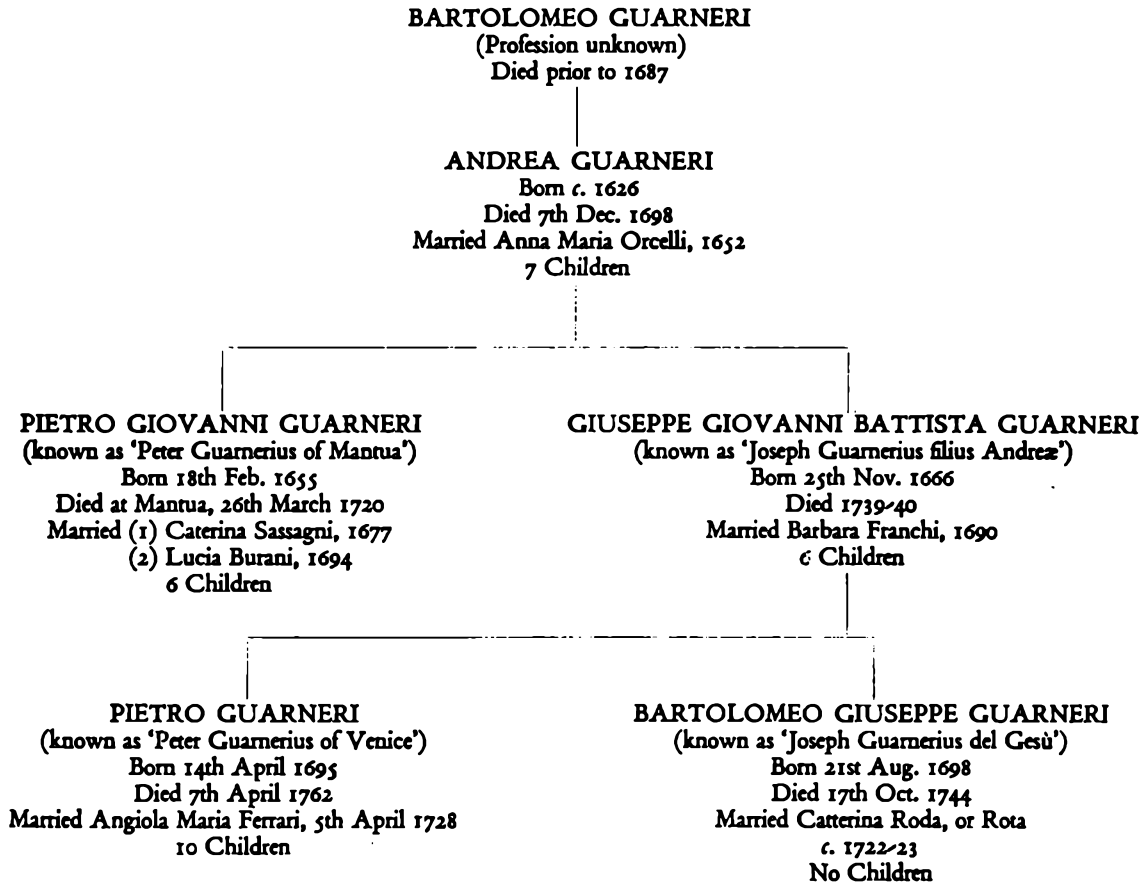 BARTOLOMEO GUARNERI
(Profession unknown)
Died prior to 1687
ANDREA GUARNERI
Born c. 1626
Died 7th Dec. 1698
Married Anna Maria Orcelli, 1652
7 Children
PIETRO GIOVANNI GUARNERI
(known as ‘Peter Guarnerius of Mantua’)
Born 18th Feb. 1655
Died at Mantua, 26th March 1720
Married (1) Caterina Sassagni, 1677
(2) Lucia Burani, 1694
6 Children
GIUSEPPE GIOVANNI BATTISTA GUARNERI
(known as ‘Joseph Guarnerius filius Andreæ’)
Born 25th Nov. 1666
Died 1739-40
Married Barbara Franchi, 1690
6 Children
PIETRO GUARNERI
(known as ‘Peter Guarnerius of Venice’)
Born 14th April 1695
Died 7th April 1762
Married Angiola Maria Ferrari, 5th April 1728
10 Children
BARTOLOMEO GIUSEPPE GUARNERI
(known as ‘Joseph Guarnerius del Gesù’)
Born 21st Aug. 1698
Died 17th Oct. 1744
Married Catterina Roda, or Rota
c. 1722-23
No Children